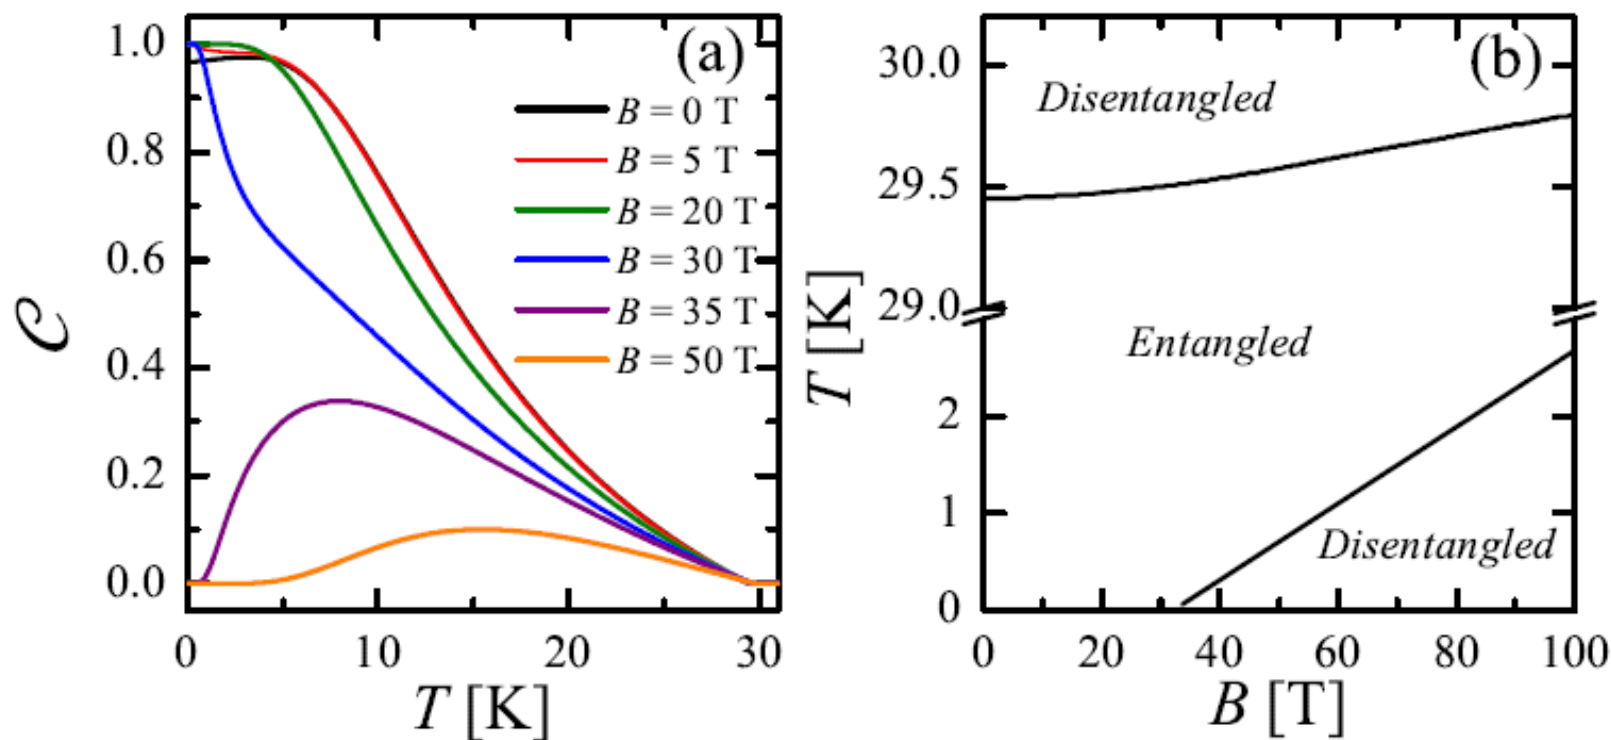 (a)
1.0
0.8
0.6
0.4
0.2
0.0
𝒞
B = 0 T
B = 5 T
B = 20 T
B = 30 T
B = 35 T
B = 50 T
0 10 20 30
T [K]
(b)
30.0
29.5
29.0
2
1
0
T [K]
Disentangled
Entangled
Disentangled
0 20 40 60 80 100
B [T]